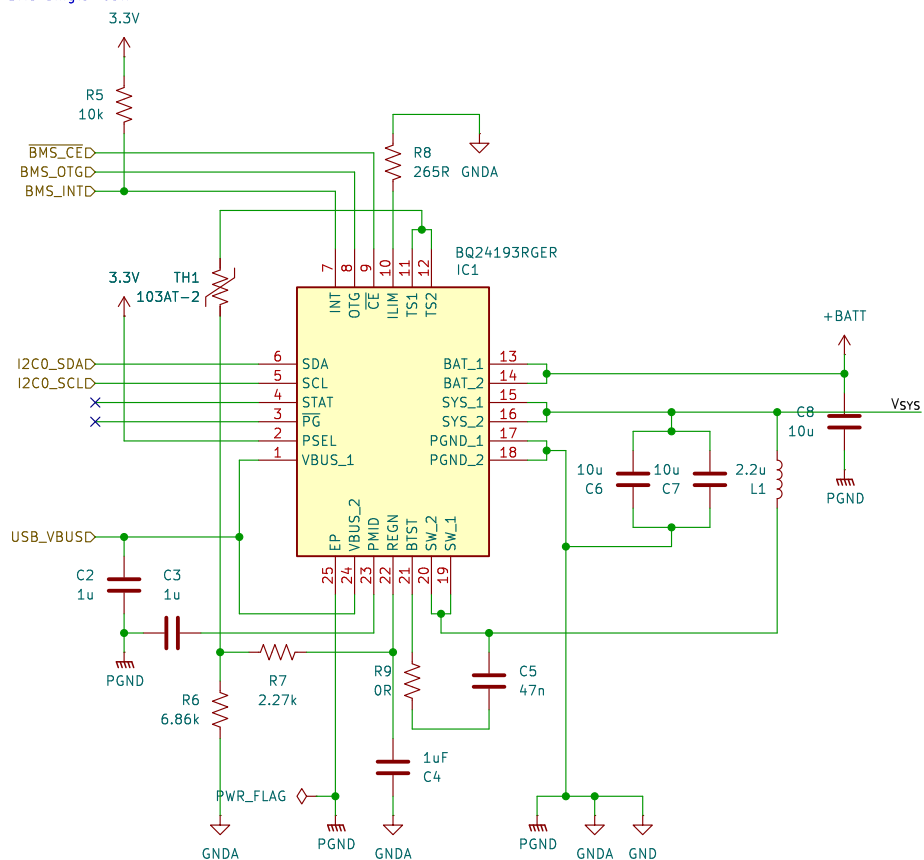 3.3V
R5
10k
BMS_CE
BMS_OTG
BMS_INT
R8
265R
GNDA
BQ24193RGER
IC1
3.3V
TH1
103AT-2
7
8
9
10
11
12
INT
OTG
CE
ILIM
TS1
TS2
+BATT
I2C0_SDA
I2C0_SCL
6
5
4
3
2
1
SDA
SCL
STAT
PG
PSEL
VBUS_1
BAT_1
BAT_2
SYS_1
SYS_2
PGND_1
PGND_2
13
14
15
16
17
18
VSYS
C8
10u
PGND
10u
C6
10u
C7
2.2u
L1
USB_VBUS
EP
VBUS_2
PMID
REGN
BTST
SW_2
SW_1
25
24
23
22
21
20
19
C2
1u
C3
1u
PGND
R7
2.27k
R6
6.86k
R9
0R
C5
47n
1uF
C4
PWR_FLAG
GNDA
PGND
GNDA
PGND
GNDA
GND